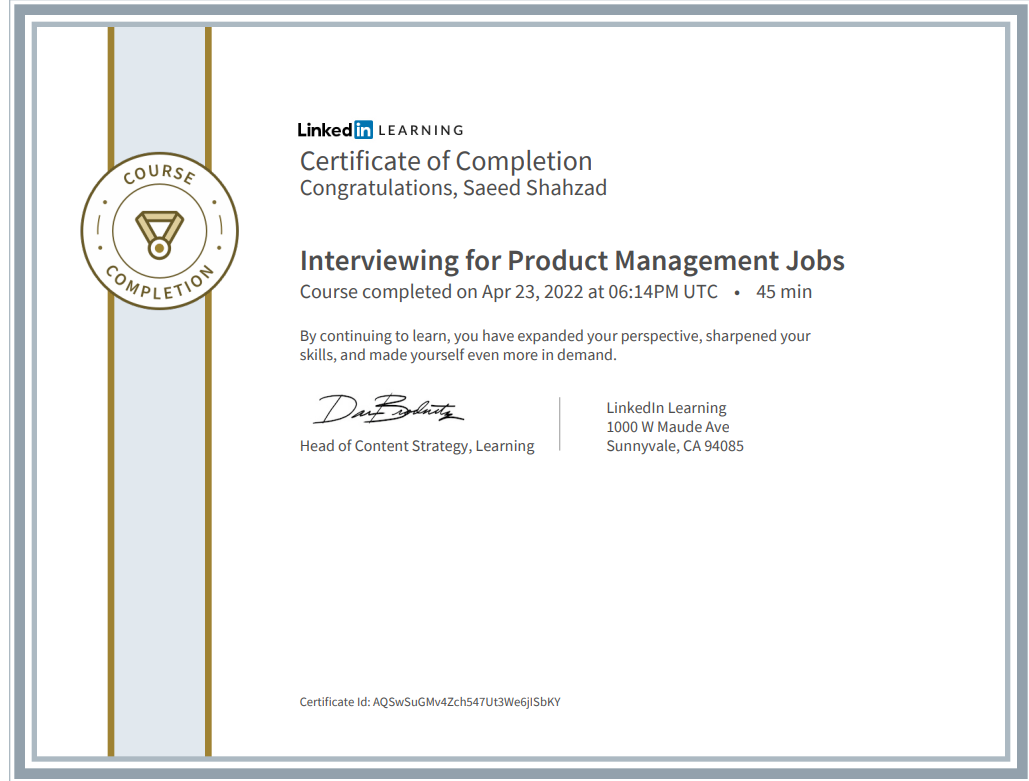 COURSE
COMPLETION
Linked in LEARNING
Certificate of Completion
Congratulations, Saeed Shahzad
Interviewing for Product Management Jobs
Course completed on Apr 23, 2022 at 06:14PM UTC • 45 min
By continuing to learn, you have expanded your perspective, sharpened your
skills, and made yourself even more in demand.
Head of Content Strategy, Learning
LinkedIn Learning
1000 W Maude Ave
Sunnyvale, CA 94085
Certificate Id: AQSwSuGMv4Zch547Ut3We6jISbKY